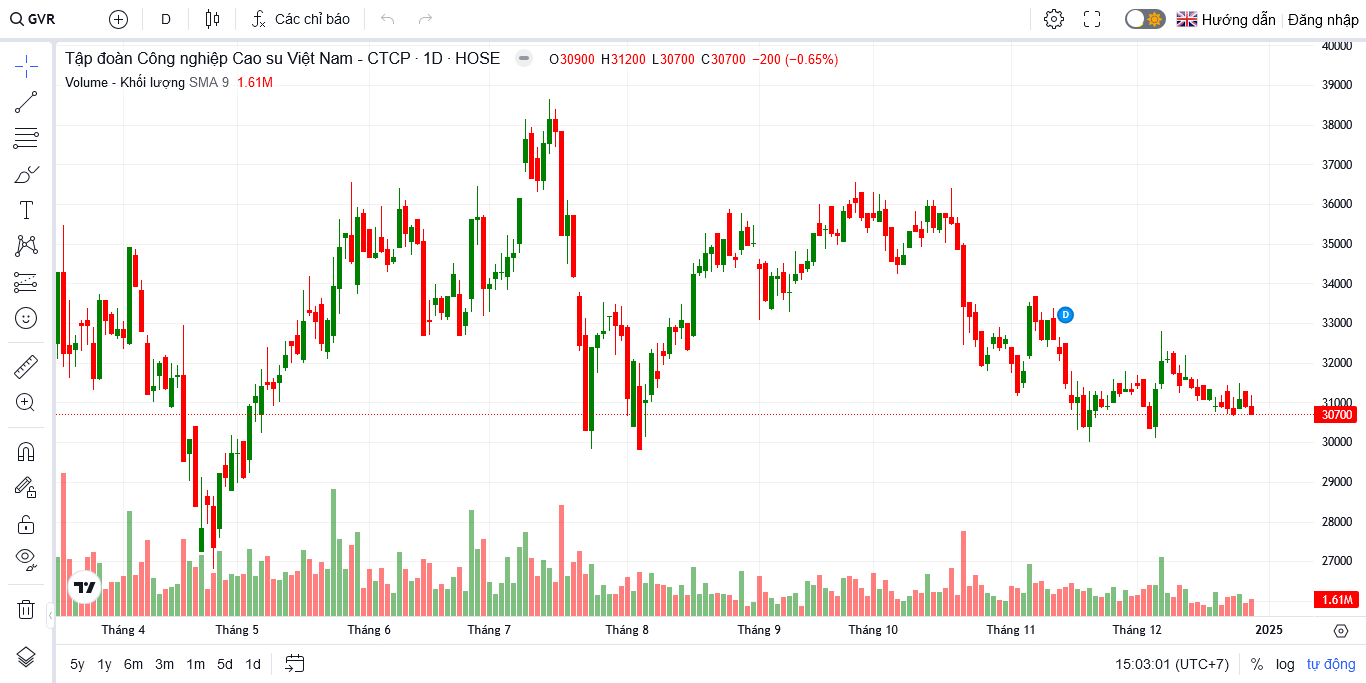 GVR D Các chỉ báo Hướng dẫn Đăng nhập
Tập đoàn Công nghiệp Cao su Việt Nam - CTCP · 1D · HOSE O30900 H31200 L30700 C30700 −200 (−0.65%)
Volume - Khối lượng SMA 9 1.61M
40000
39000
38000
37000
36000
35000
34000
33000
D
32000
31000
30700
30000
29000
28000
27000
1.61M
Tháng 4 Tháng 5 Tháng 6 Tháng 7 Tháng 8 Tháng 9 Tháng 10 Tháng 11 Tháng 12 2025
5y 1y 6m 3m 1m 5d 1d 15:03:01 (UTC+7) % log tự động